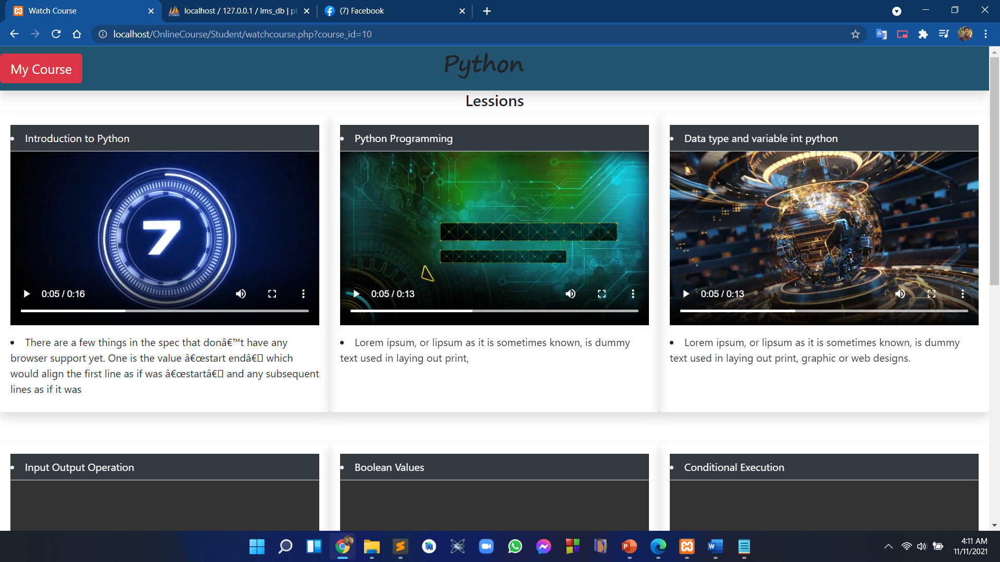 Watch Course
localhost / 127.0.0.1 / lms_db | ph
(7) Facebook
localhost/OnlineCourse/Student/watchcourse.php?course_id=10
My Course
Python
Lessions
• Introduction to Python
• Python Programming
• Data type and variable int python
7
0:05 / 0:16
0:05 / 0:13
0:05 / 0:13
• There are a few things in the spec that donâ€™t have any
browser support yet. One is the value â€œstart endâ€ which
would align the first line as if was â€œstartâ€ and any subsequent
lines as if it was
• Lorem ipsum, or lipsum as it is sometimes known, is dummy
text used in laying out print,
• Lorem ipsum, or lipsum as it is sometimes known, is dummy
text used in laying out print, graphic or web designs.
• Input Output Operation
• Boolean Values
• Conditional Execution
4:11 AM
11/11/2021